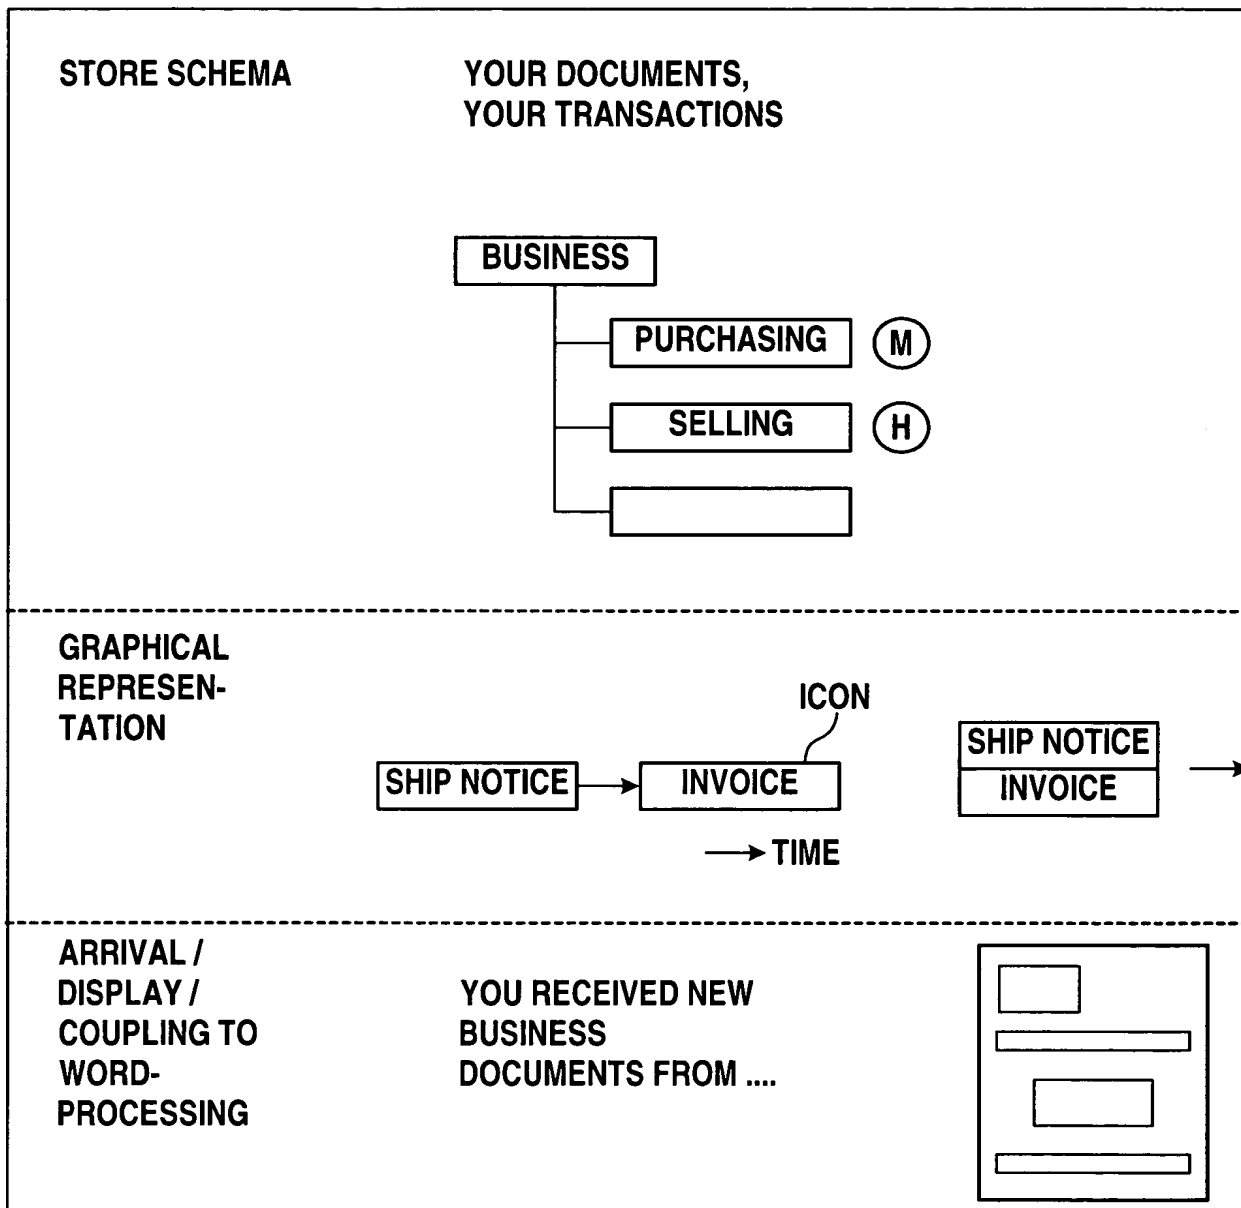 STORE SCHEMA
YOUR DOCUMENTS,
YOUR TRANSACTIONS
BUSINESS
PURCHASING
M
SELLING
H
GRAPHICAL
REPRESEN-
TATION
ICON
SHIP NOTICE
INVOICE
SHIP NOTICE
INVOICE
TIME
ARRIVAL /
DISPLAY /
COUPLING TO
WORD-
PROCESSING
YOU RECEIVED NEW
BUSINESS
DOCUMENTS FROM ....